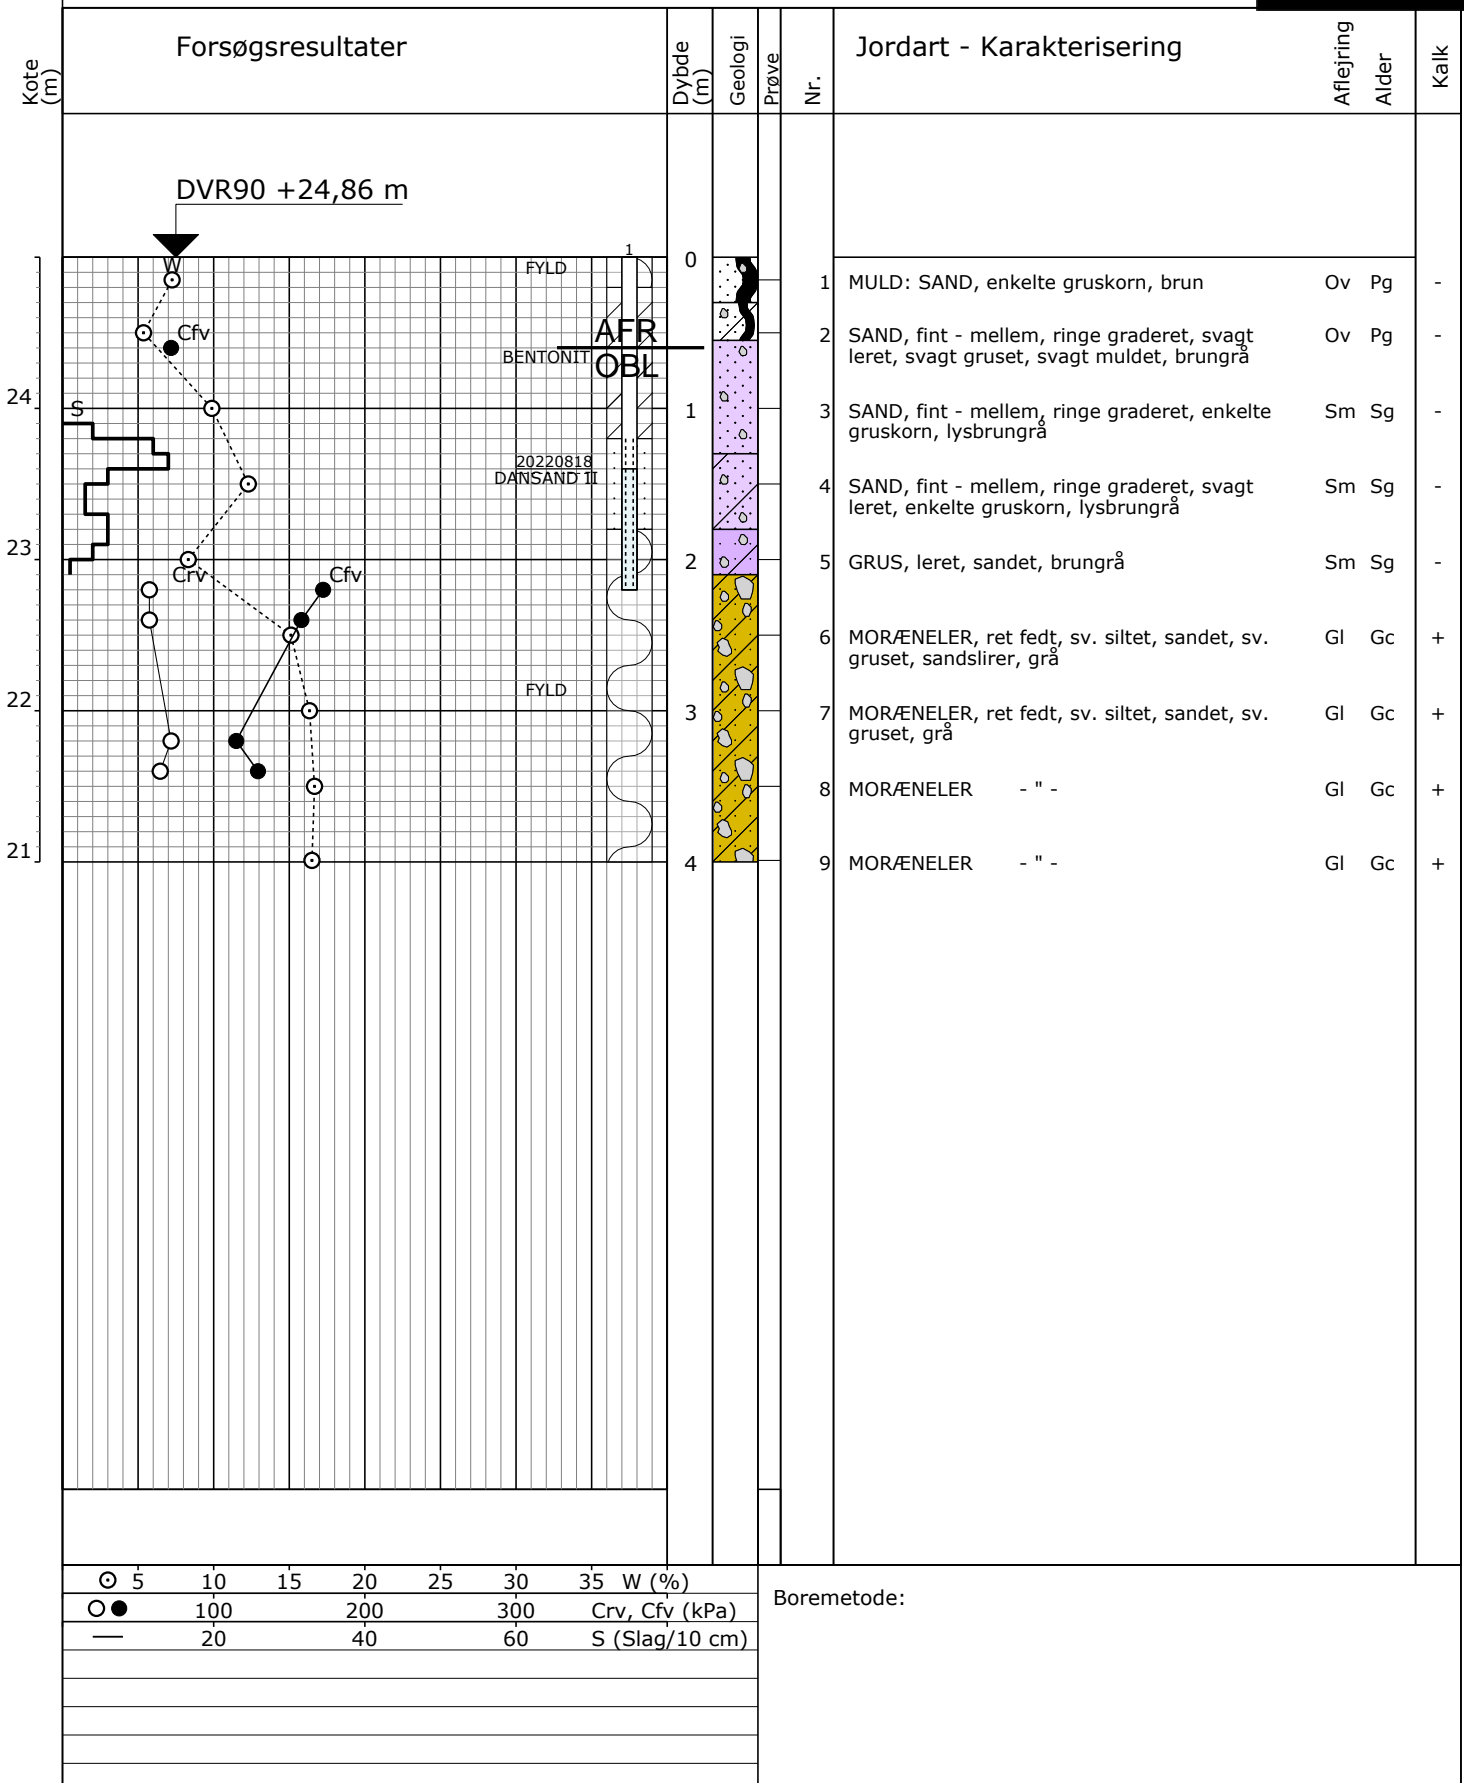 Forsøgsresultater
Kote
(m)
Dybde
(m)
Geologi
Prøve
Nr.
Jordart - Karakterisering
Aflejring
Alder
Kalk
DVR90 +24,86 m
W
FYLD
1
0
1 MULD: SAND, enkelte gruskorn, brun Ov Pg -
Cfv
AFR
BENTONIT
OBL
2 SAND, fint - mellem, ringe graderet, svagt Ov Pg -
leret, svagt gruset, svagt muldet, brungrå
24
S
1
3 SAND, fint - mellem, ringe graderet, enkelte Sm Sg -
gruskorn, lysbrungrå
20220818
DANSAND II
4 SAND, fint - mellem, ringe graderet, svagt Sm Sg -
leret, enkelte gruskorn, lysbrungrå
23
2
5 GRUS, leret, sandet, brungrå Sm Sg -
Crv
Cfv
6 MORÆNELER, ret fedt, sv. siltet, sandet, sv. Gl Gc +
gruset, sandslirer, grå
FYLD
22
3
7 MORÆNELER, ret fedt, sv. siltet, sandet, sv. Gl Gc +
gruset, grå
8 MORÆNELER - " - Gl Gc +
21
4
9 MORÆNELER - " - Gl Gc +
5 10 15 20 25 30 35 W (%)
100 200 300 Crv, Cfv (kPa)
20 40 60 S (Slag/10 cm)
Boremetode: